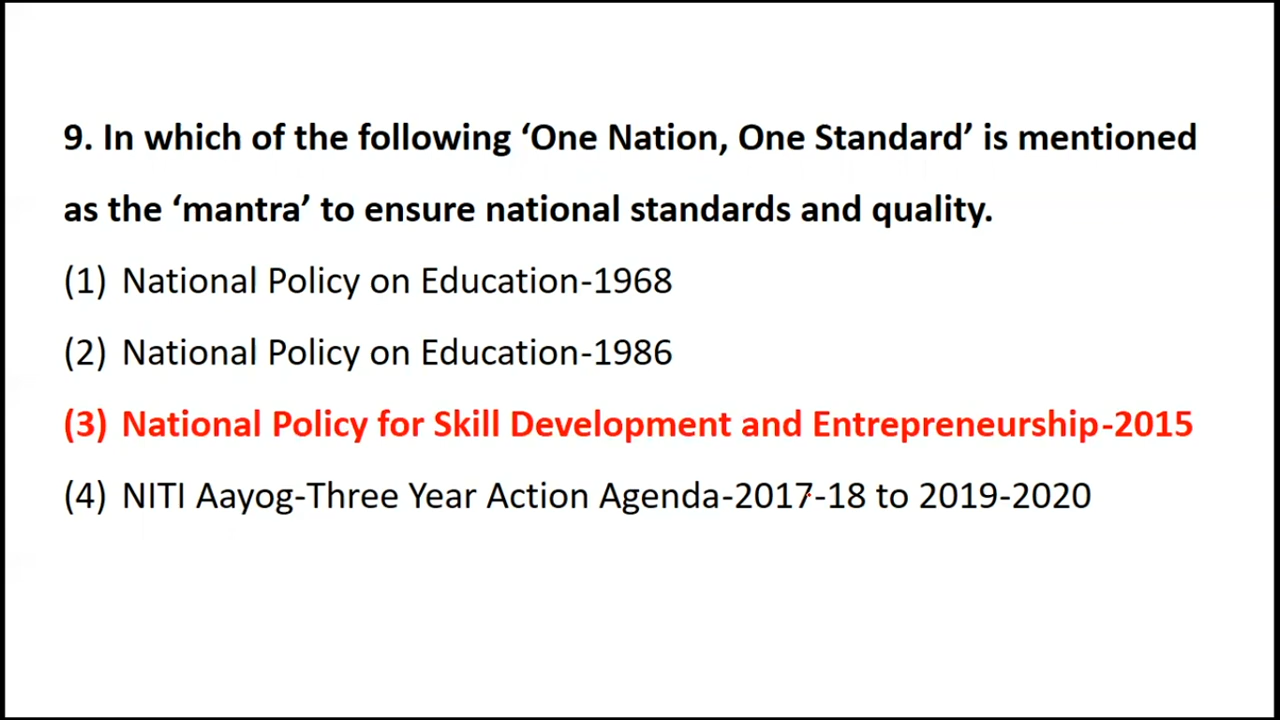 9. In which of the following ‘One Nation, One Standard’ is mentioned
as the ‘mantra’ to ensure national standards and quality.
(1) National Policy on Education-1968
(2) National Policy on Education-1986
(3) National Policy for Skill Development and Entrepreneurship-2015
(4) NITI Aayog-Three Year Action Agenda-2017-18 to 2019-2020